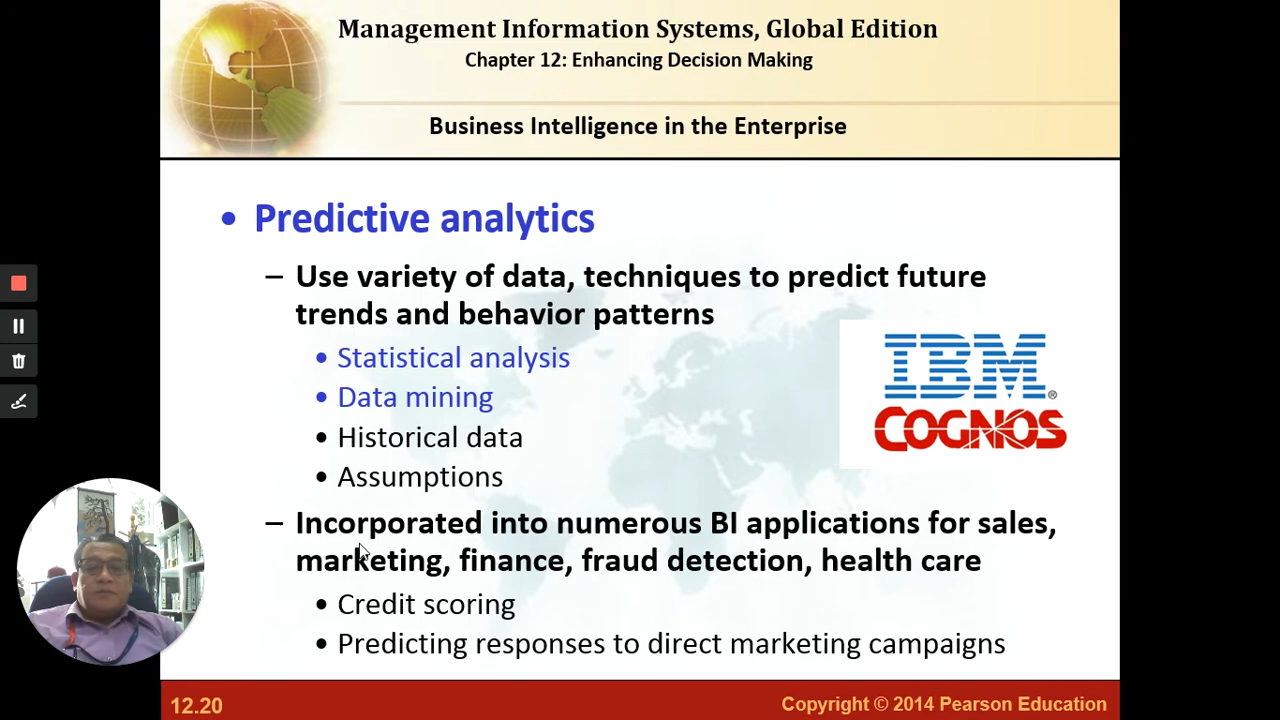 Management Information Systems, Global Edition
Chapter 12: Enhancing Decision Making
Business Intelligence in the Enterprise
• Predictive analytics
– Use variety of data, techniques to predict future
trends and behavior patterns
• Statistical analysis
• Data mining
• Historical data
• Assumptions
IBM®
COGNOS
– Incorporated into numerous BI applications for sales,
marketing, finance, fraud detection, health care
• Credit scoring
• Predicting responses to direct marketing campaigns
12.20
Copyright © 2014 Pearson Education